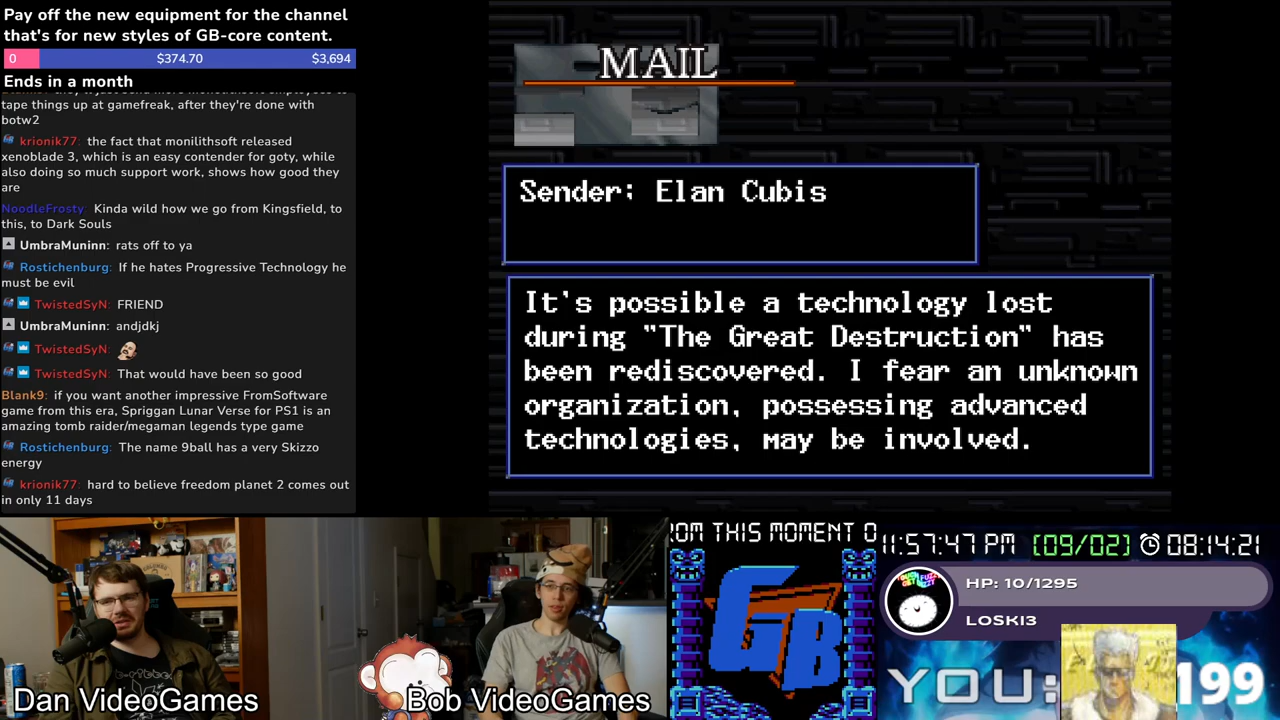 Pay off the new equipment for the channel
that's for new styles of GB-core content.
0 $374.70 $3,694
Ends in a month
tape things up at gamefreak, after they're done with
botw2
krionik77: the fact that monilithsoft released
xenoblade 3, which is an easy contender for goty, while
also doing so much support work, shows how good they
are
NoodleFrosty: Kinda wild how we go from Kingsfield, to
this, to Dark Souls
UmbraMuninn: rats off to ya
Rostichenburg: If he hates Progressive Technology he
must be evil
TwistedSyN: FRIEND
UmbraMuninn: andjdkj
TwistedSyN:
TwistedSyN: That would have been so good
Blank9: if you want another impressive FromSoftware
game from this era, Spriggan Lunar Verse for PS1 is an
amazing tomb raider/megaman legends type game
Rostichenburg: The name 9ball has a very Skizzo
energy
krionik77: hard to believe freedom planet 2 comes out
in only 11 days
MAIL
Sender: Elan Cubis
It's possible a technology lost
during "The Great Destruction" has
been rediscovered. I fear an unknown
organization, possessing advanced
technologies, may be involved.
Dan VideoGames
Bob VideoGames
ROM THIS MOMENT O
GB
11:57:47 PM [09/02] 08:14:21
HP: 10/1295
LOSKI3
YOU: 199